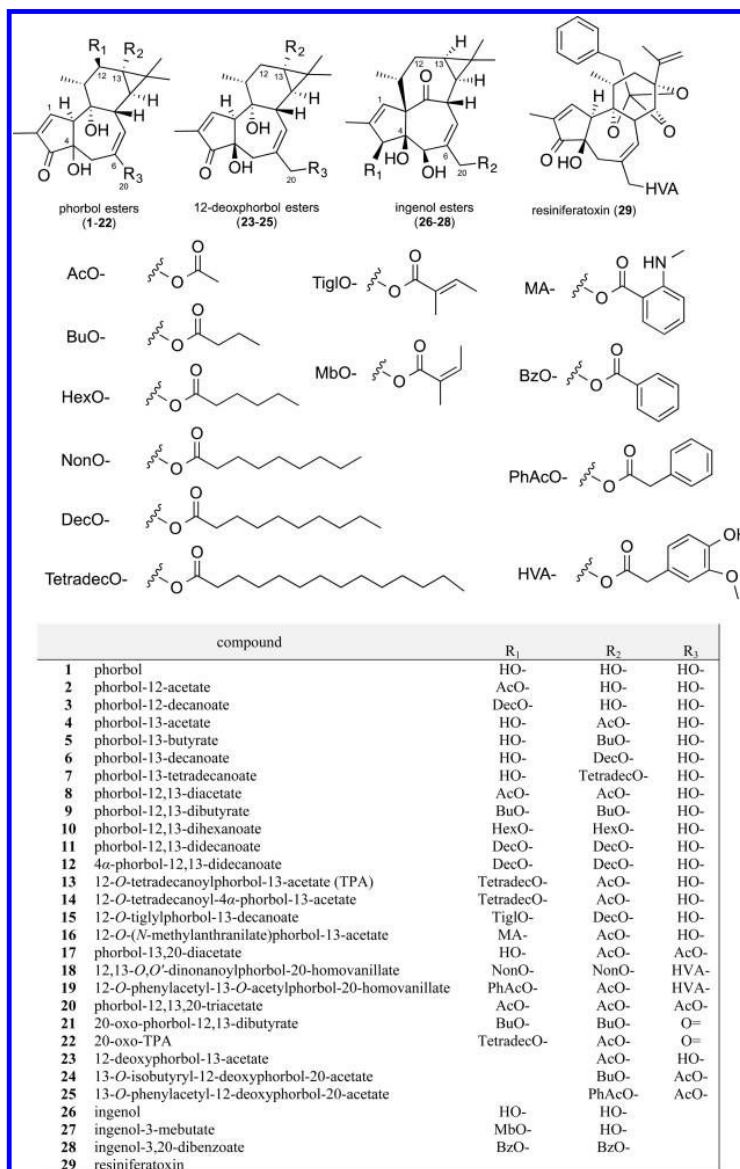 R1 R2 R2 12 13 12 13 H H 12 13 H
1 H H H 1 H H H 1 O H H O O
OH OH 4 OH HO O
4 6 6 HO
O OH R3 O OH R3 R1 HO R2 HVA
20 20 20
phorbol esters 12-deoxphorbol esters ingenol esters resiniferatoxin (29)
(1-22) (23-25) (26-28)
AcO- O O TiglO- O O MA- O O HN
BuO- O O MbO- O O BzO- O O
HexO- O O
NonO- O O PhAcO- O O
DecO- O O
TetradecO- O O HVA- O O OH O
compound R1 R2 R3
1 phorbol HO- HO- HO-
2 phorbol-12-acetate AcO- HO- HO-
3 phorbol-12-decanoate DecO- HO- HO-
4 phorbol-13-acetate HO- AcO- HO-
5 phorbol-13-butyrate HO- BuO- HO-
6 phorbol-13-decanoate HO- DecO- HO-
7 phorbol-13-tetradecanoate HO- TetradecO- HO-
8 phorbol-12,13-diacetate AcO- AcO- HO-
9 phorbol-12,13-dibutyrate BuO- BuO- HO-
10 phorbol-12,13-dihexanoate HexO- HexO- HO-
11 phorbol-12,13-didecanoate DecO- DecO- HO-
12 4α-phorbol-12,13-didecanoate DecO- DecO- HO-
13 12-O-tetradecanoylphorbol-13-acetate (TPA) TetradecO- AcO- HO-
14 12-O-tetradecanoyl-4α-phorbol-13-acetate TetradecO- AcO- HO-
15 12-O-tiglylphorbol-13-decanoate TiglO- DecO- HO-
16 12-O-(N-methylanthranilate)phorbol-13-acetate MA- AcO- HO-
17 phorbol-13,20-diacetate HO- AcO- AcO-
18 12,13-O,O'-dinonanoylphorbol-20-homovanillate NonO- NonO- HVA-
19 12-O-phenylacetyl-13-O-acetylphorbol-20-homovanillate PhAcO- AcO- HVA-
20 phorbol-12,13,20-triacetate AcO- AcO- AcO-
21 20-oxo-phorbol-12,13-dibutyrate BuO- BuO- O=
22 20-oxo-TPA TetradecO- AcO- O=
23 12-deoxyphorbol-13-acetate AcO- HO-
24 13-O-isobutyryl-12-deoxyphorbol-20-acetate BuO- AcO-
25 13-O-phenylacetyl-12-deoxyphorbol-20-acetate PhAcO- AcO-
26 ingenol HO- HO-
27 ingenol-3-mebutate MbO- HO-
28 ingenol-3,20-dibenzoate BzO- BzO-
29 resiniferatoxin